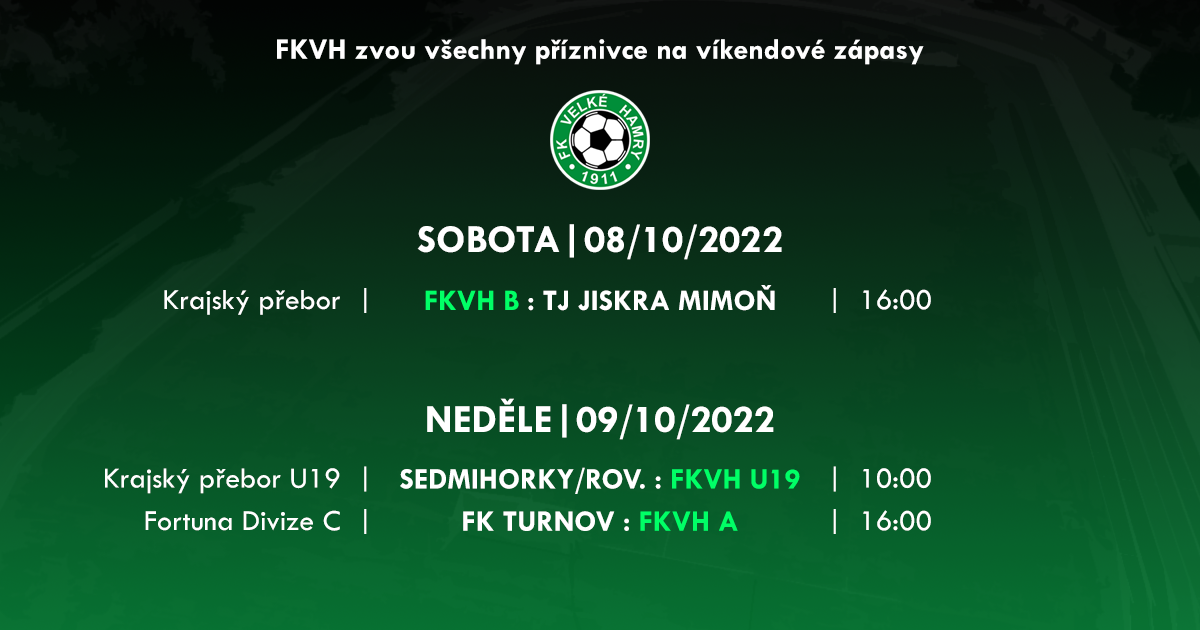 FKVH zvou všechny příznivce na víkendové zápasy
FK VELKÉ HAMRY
1911
SOBOTA|08/10/2022
Krajský přebor | FKVH B : TJ JISKRA MIMOŇ | 16:00
NEDĚLE|09/10/2022
Krajský přebor U19 | SEDMIHORKY/ROV. : FKVH U19 | 10:00
Fortuna Divize C | FK TURNOV : FKVH A | 16:00